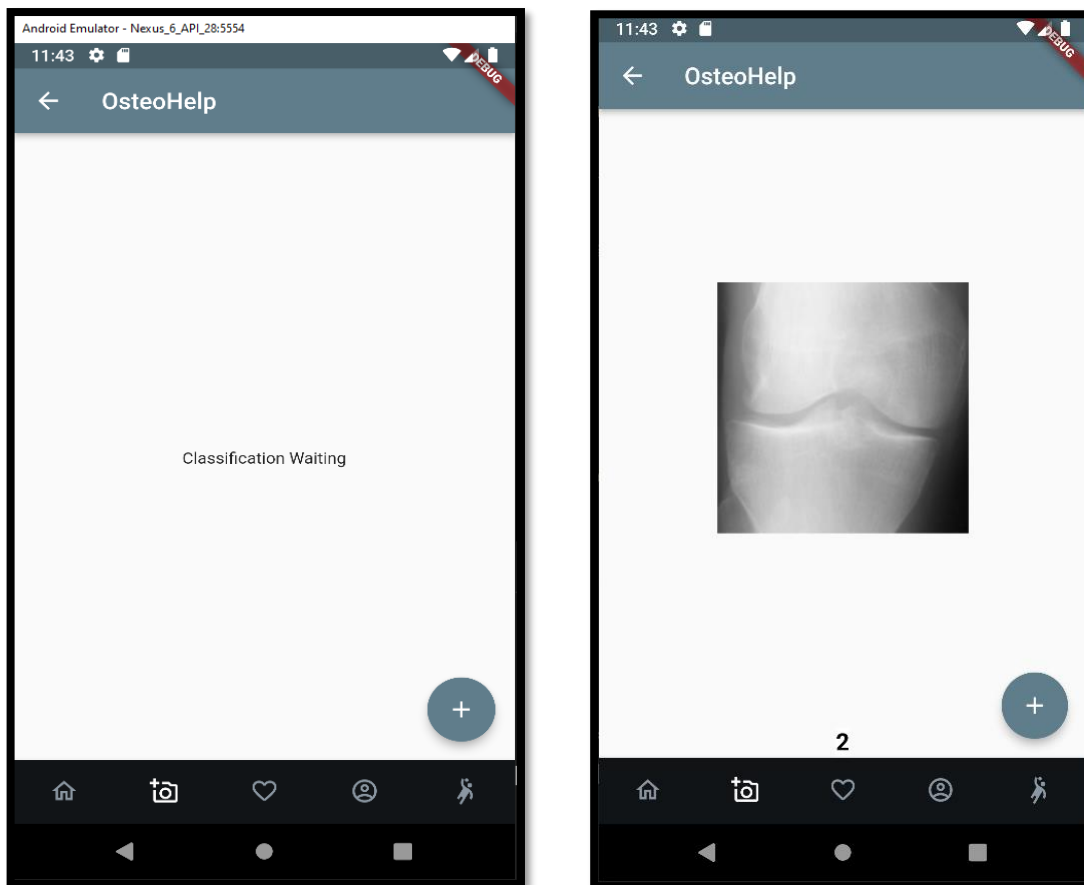 Android Emulator - Nexus_6_API_28:5554
11:43
DEBUG
OsteoHelp
Classification Waiting
11:43
DEBUG
OsteoHelp
2